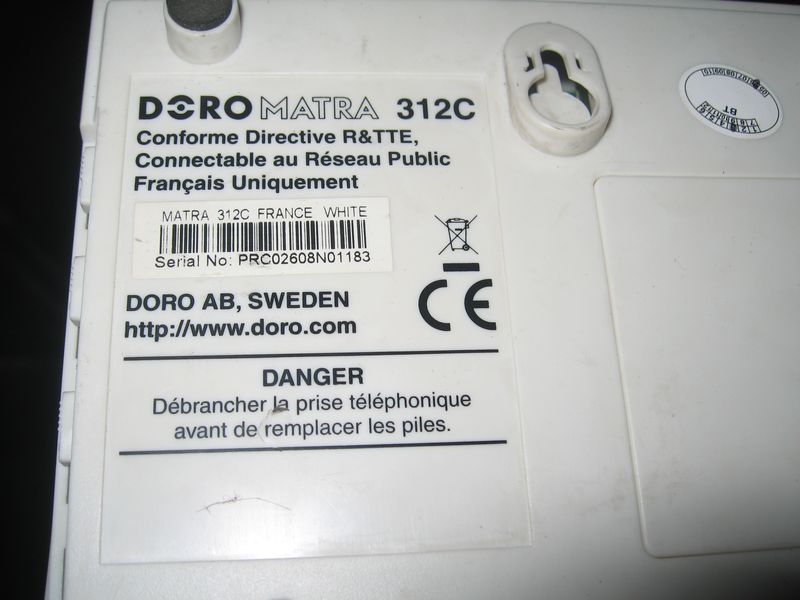 DORO MATRA 312C
Conforme Directive R&TTE,
Connectable au Réseau Public
Français Uniquement
MATRA 312C FRANCE WHITE
Serial No: PRC02608N01183
CE
DORO AB, SWEDEN
http://www.doro.com
DANGER
Débrancher la prise téléphonique
avant de remplacer les piles.
BT